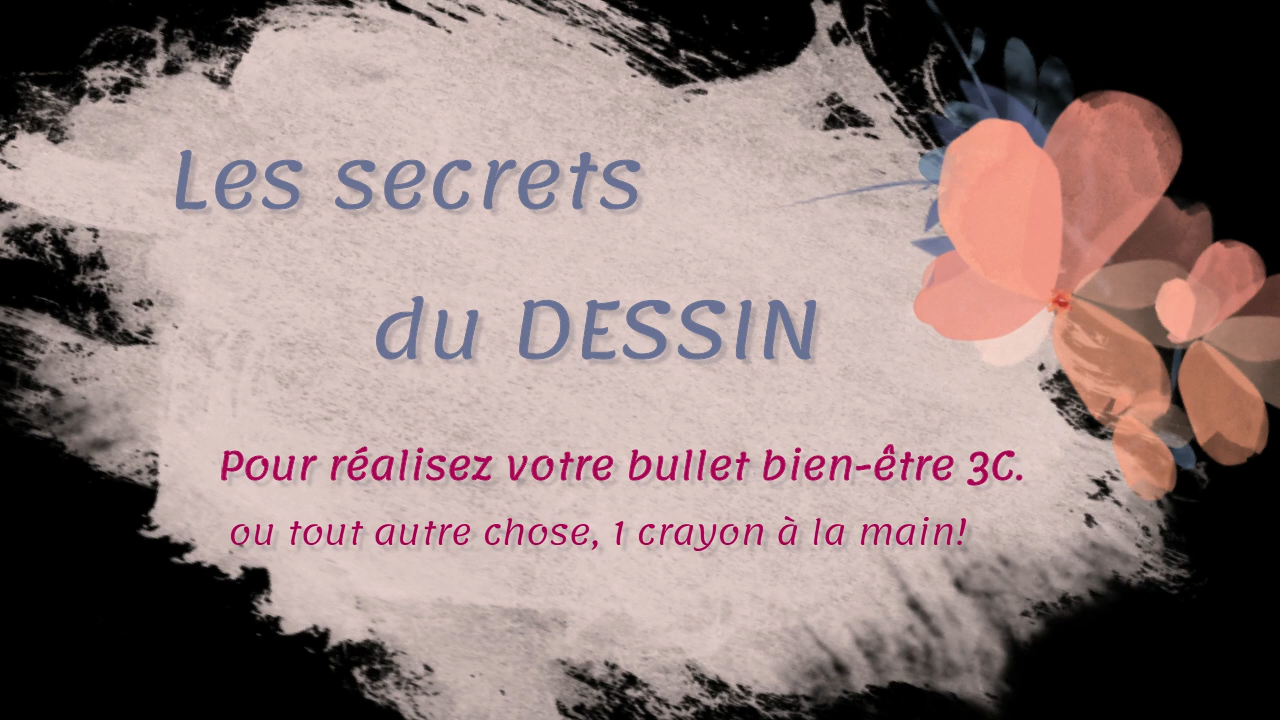 Les secrets
du DESSIN
Pour réalisez votre bullet bien-être 3C.
ou tout autre chose, 1 crayon à la main!